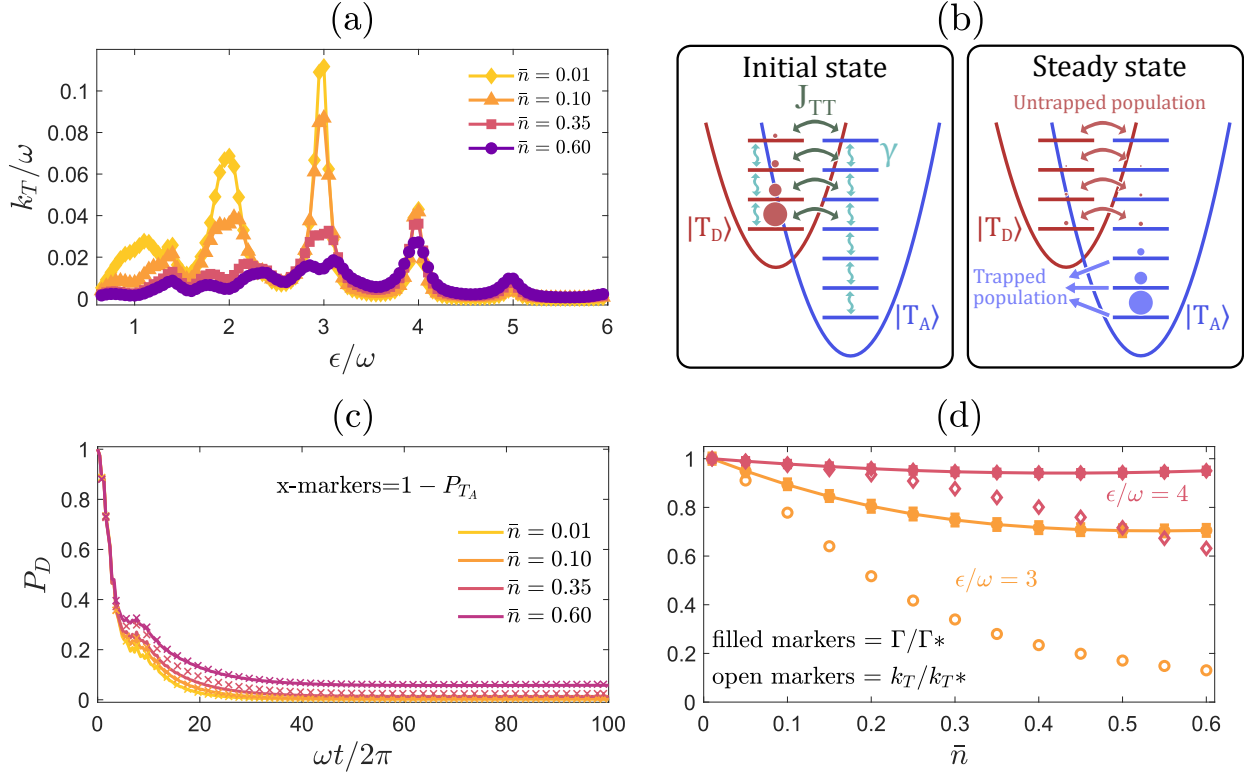 (a)
k_T/ω
0.1
0.08
0.06
0.04
0.02
0
n̄ = 0.01
n̄ = 0.10
n̄ = 0.35
n̄ = 0.60
1 2 3 4 5 6
ϵ/ω
(b)
Initial state
J_TT
γ
|T_D⟩
|T_A⟩
Steady state
Untrapped population
|T_D⟩
Trapped
population
|T_A⟩
(c)
P_D
1
0.8
0.6
0.4
0.2
0
x-markers=1 − P_{T_A}
n̄ = 0.01
n̄ = 0.10
n̄ = 0.35
n̄ = 0.60
0 20 40 60 80 100
ωt/2π
(d)
1
0.8
0.6
0.4
0.2
ϵ/ω = 4
ϵ/ω = 3
filled markers = Γ/Γ*
open markers = k_T/k_T*
0 0.1 0.2 0.3 0.4 0.5 0.6
n̄